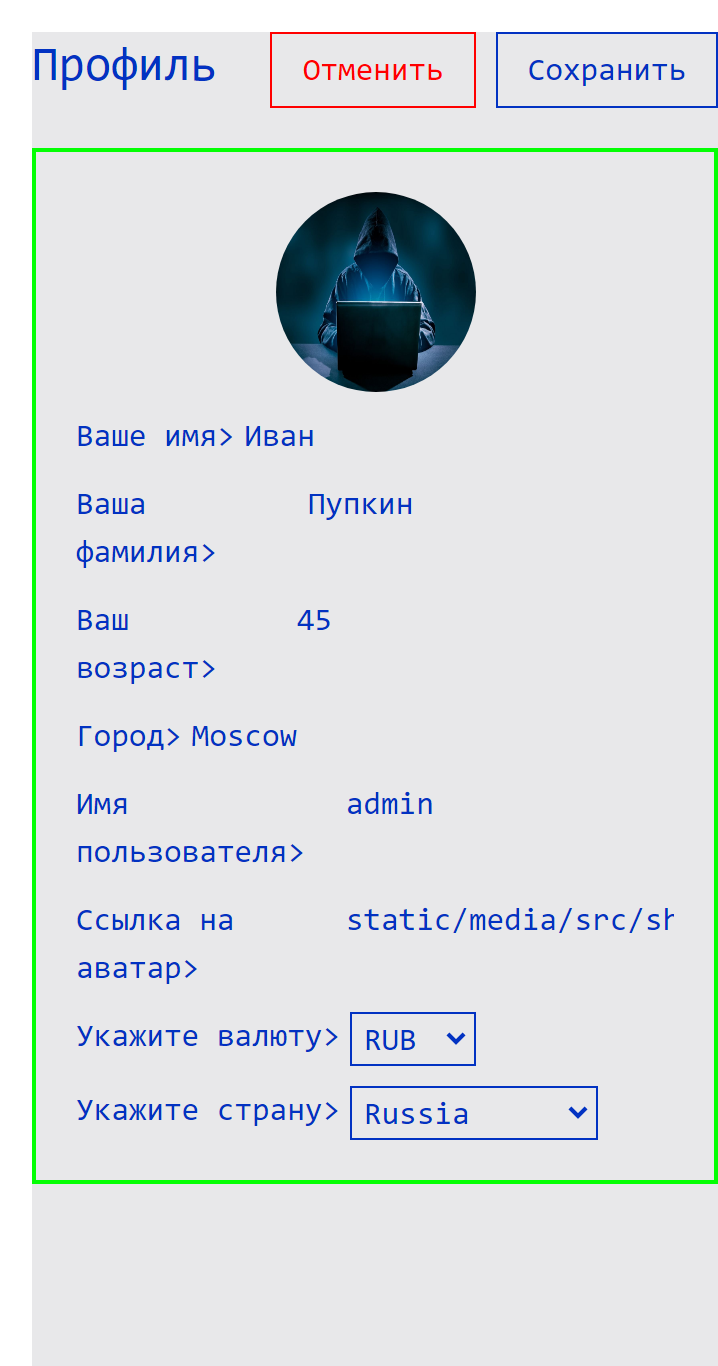 Профиль
Отменить
Сохранить
Ваше имя> Иван
Ваша Пупкин
фамилия>
Ваш 45
возраст>
Город> Moscow
Имя admin
пользователя>
Ссылка на static/media/src/sh
аватар>
Укажите валюту> RUB
Укажите страну> Russia